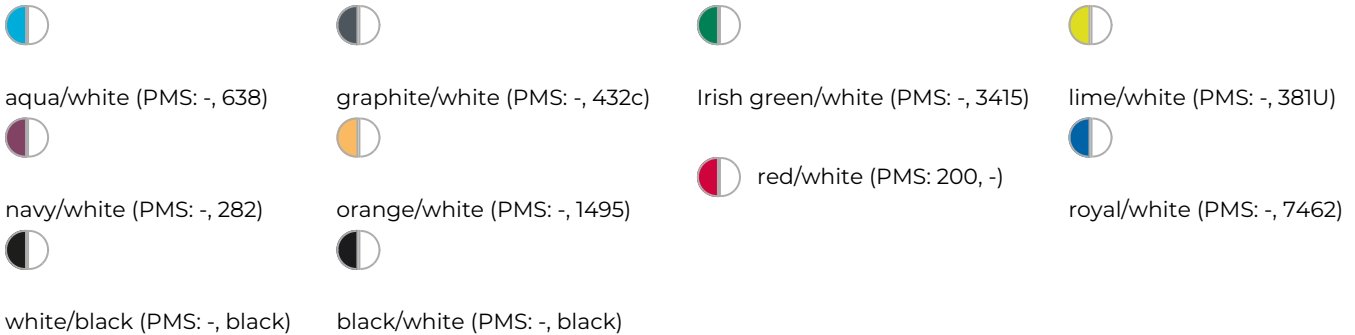 aqua/white (PMS: -, 638)
graphite/white (PMS: -, 432c)
Irish green/white (PMS: -, 3415)
lime/white (PMS: -, 381U)
navy/white (PMS: -, 282)
orange/white (PMS: -, 1495)
red/white (PMS: 200, -)
royal/white (PMS: -, 7462)
white/black (PMS: -, black)
black/white (PMS: -, black)